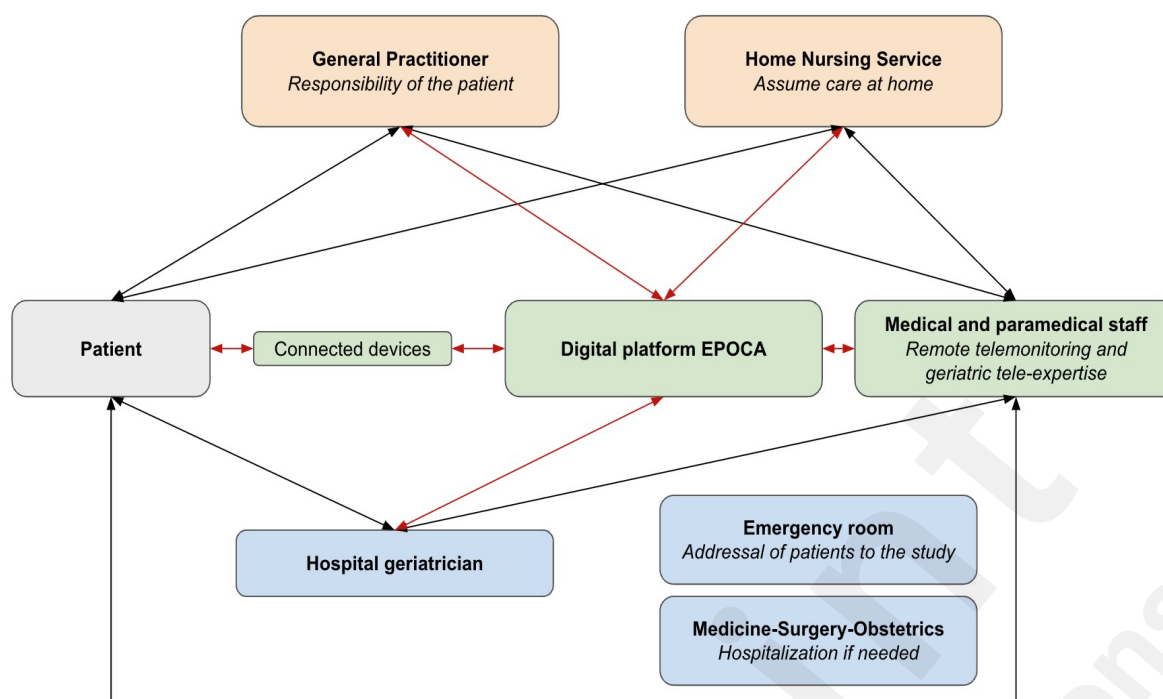 General Practitioner
Responsibility of the patient
Home Nursing Service
Assume care at home
Patient
Connected devices
Digital platform EPOCA
Medical and paramedical staff
Remote telemonitoring and
geriatric tele-expertise
Hospital geriatrician
Emergency room
Addressal of patients to the study
Medicine-Surgery-Obstetrics
Hospitalization if needed